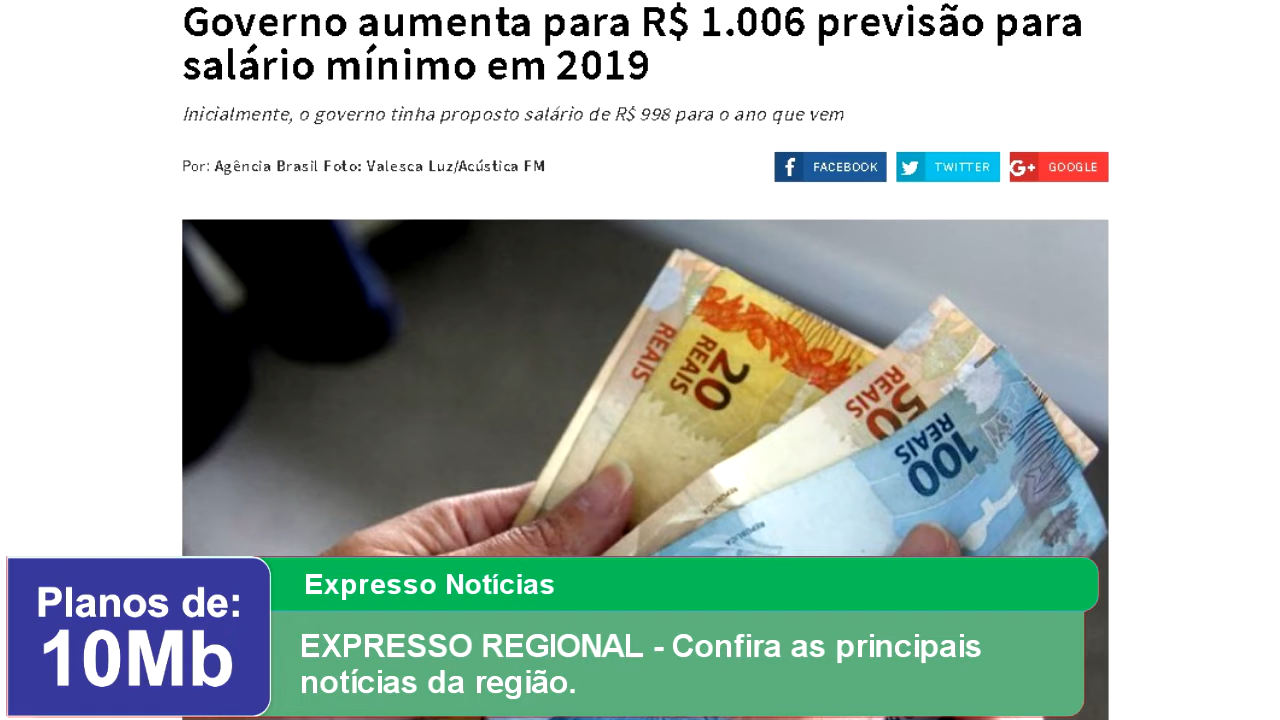 Governo aumenta para R$ 1.006 previsão para
salário mínimo em 2019
Inicialmente, o governo tinha proposto salário de R$ 998 para o ano que vem
Por: Agência Brasil Foto: Valesca Luz/Acústica FM
FACEBOOK
TWITTER
GOOGLE
20
REAIS
REAIS
50
REAIS
100
REAIS
Planos de:
10Mb
Expresso Notícias
EXPRESSO REGIONAL - Confira as principais
notícias da região.